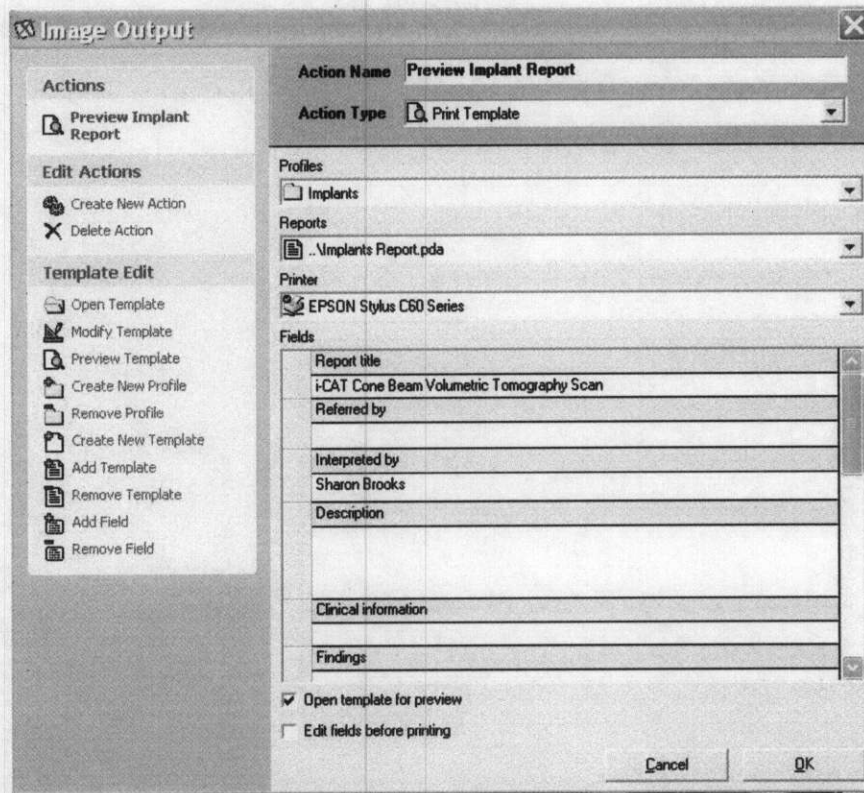 Image Output
Actions
Preview Implant
Report
Edit Actions
Create New Action
Delete Action
Template Edit
Open Template
Modify Template
Preview Template
Create New Profile
Remove Profile
Create New Template
Add Template
Remove Template
Add Field
Remove Field
Action Name Preview Implant Report
Action Type Print Template
Profiles
Implants
Reports
..\Implants Report.pda
Printer
EPSON Stylus C60 Series
Fields
Report title
i-CAT Cone Beam Volumetric Tomography Scan
Referred by
Interpreted by
Sharon Brooks
Description
Clinical information
Findings
Open template for preview
Edit fields before printing
Cancel OK